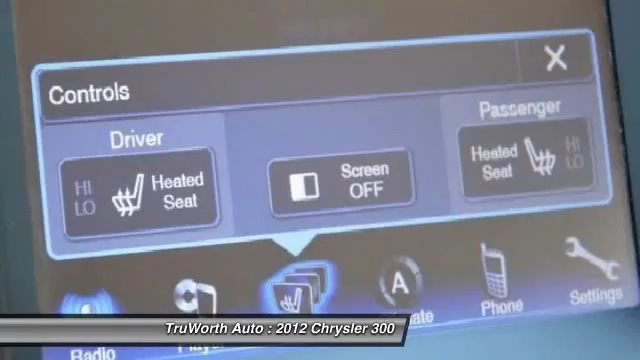 Controls
X
Driver
Passenger
HI
LO
Heated
Seat
Screen
OFF
Heated
Seat
HI
LO
A
Phone
Settings
Radio
TruWorth Auto : 2012 Chrysler 300